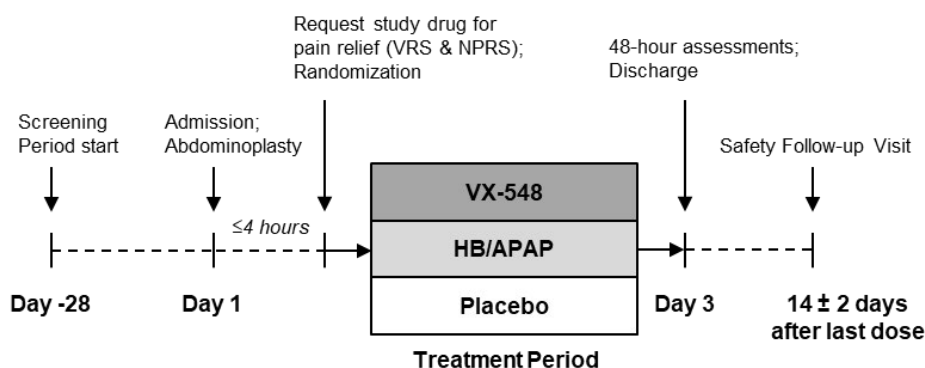 Request study drug for
pain relief (VRS & NPRS);
Randomization
48-hour assessments;
Discharge
Screening
Period start
Admission;
Abdominoplasty
Safety Follow-up Visit
≤4 hours
VX-548
HB/APAP
Placebo
Day -28
Day 1
Day 3
14 ± 2 days
after last dose
Treatment Period